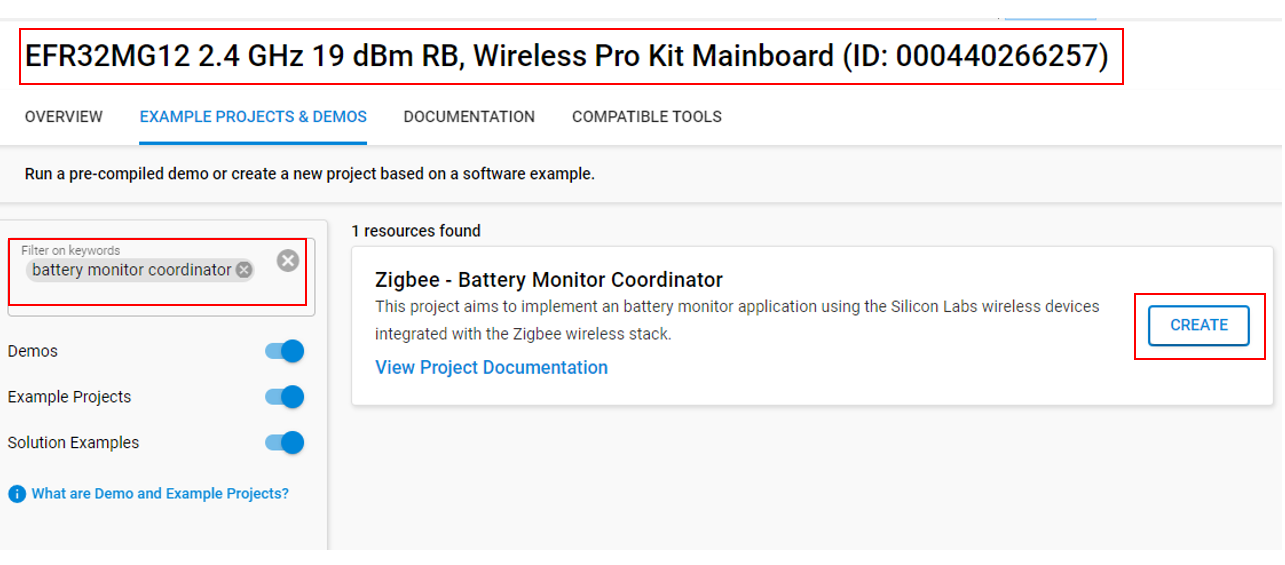 EFR32MG12 2.4 GHz 19 dBm RB, Wireless Pro Kit Mainboard (ID: 000440266257)
OVERVIEW EXAMPLE PROJECTS & DEMOS DOCUMENTATION COMPATIBLE TOOLS
Run a pre-compiled demo or create a new project based on a software example.
Filter on keywords
battery monitor coordinator
Demos
Example Projects
Solution Examples
What are Demo and Example Projects?
1 resources found
Zigbee - Battery Monitor Coordinator
This project aims to implement an battery monitor application using the Silicon Labs wireless devices
integrated with the Zigbee wireless stack.
View Project Documentation
CREATE